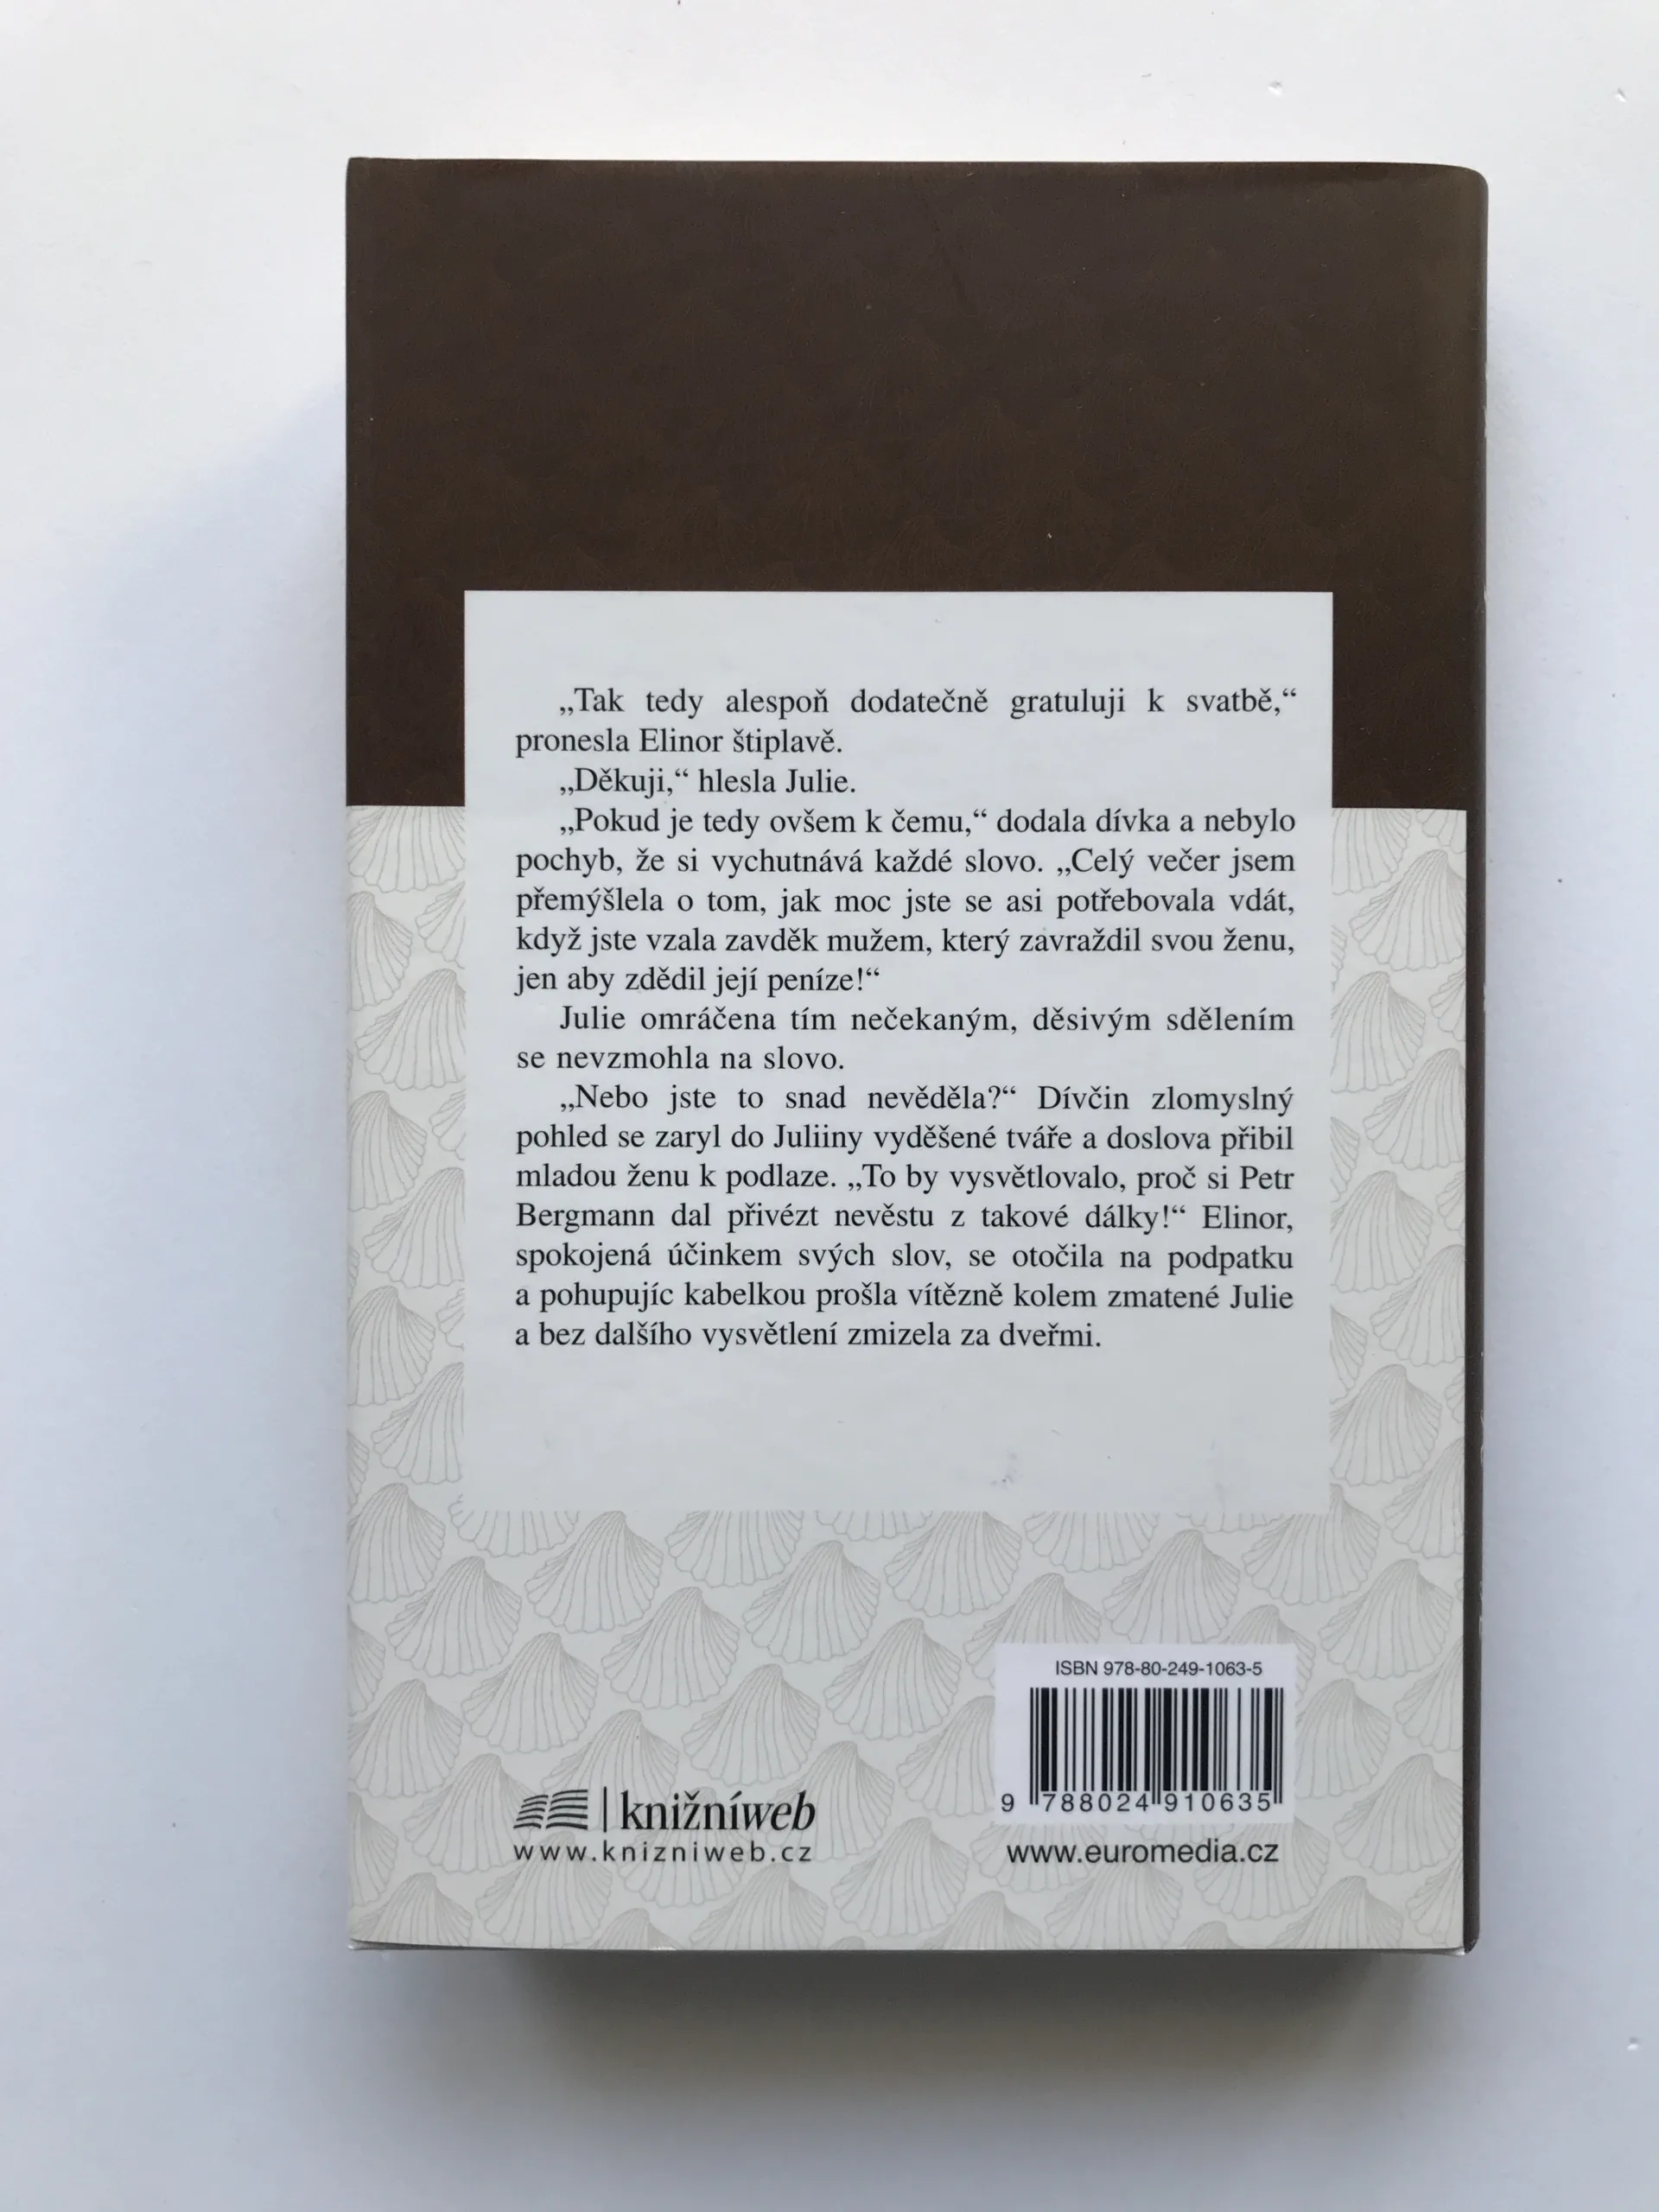 „Tak tedy alespoň dodatečně gratuluji k svatbě,“
pronesla Elinor štiplavě.
„Děkuji,“ hlesla Julie.
„Pokud je tedy ovšem k čemu,“ dodala dívka a nebylo
pochyb, že si vychutnává každé slovo. „Celý večer jsem
přemýšlela o tom, jak moc jste se asi potřebovala vdát,
když jste vzala zavděk mužem, který zavraždil svou ženu,
jen aby zdědil její peníze!“
Julie omráčena tím nečekaným, děsivým sdělením
se nevzmohla na slovo.
„Nebo jste to snad nevěděla?“ Dívčin zlomyslný
pohled se zaryl do Juliiny vyděšené tváře a doslova přibil
mladou ženu k podlaze. „To by vysvětlovalo, proč si Petr
Bergmann dal přivézt nevěstu z takové dálky!“ Elinor,
spokojená účinkem svých slov, se otočila na podpatku
a pohupujíc kabelkou prošla vítězně kolem zmatené Julie
a bez dalšího vysvětlení zmizela za dveřmi.
ISBN 978-80-249-1063-5
9 788024 910635
knižníweb
www.knizniweb.cz
www.euromedia.cz